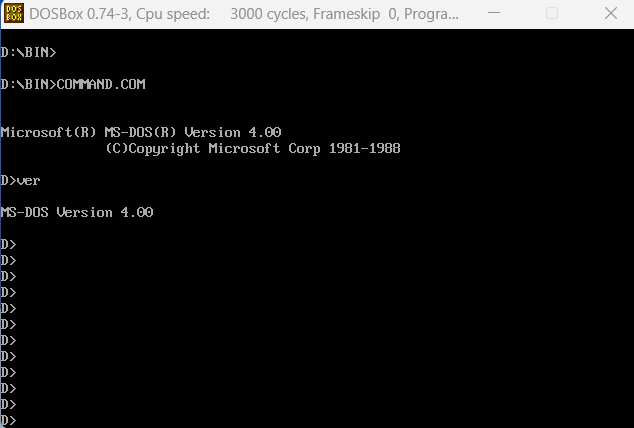 DOS BOX DOSBox 0.74-3, Cpu speed: 3000 cycles, Frameskip 0, Progra...
D:\BIN>
D:\BIN>COMMAND.COM
Microsoft(R) MS-DOS(R) Version 4.00
(C)Copyright Microsoft Corp 1981-1988
D>ver
MS-DOS Version 4.00
D>
D>
D>
D>
D>
D>
D>
D>
D>
D>
D>
D>